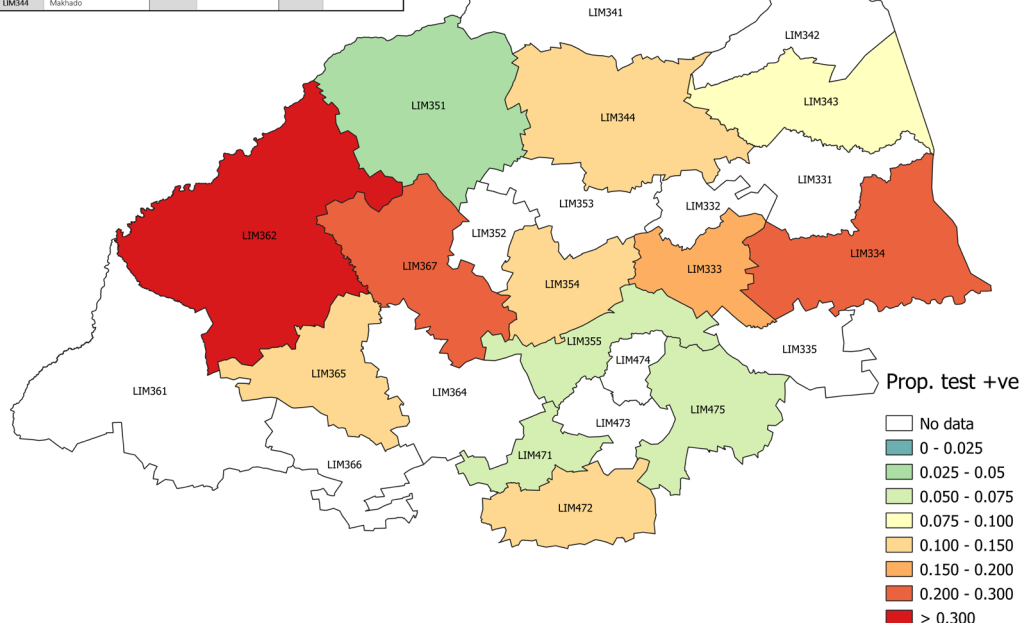 LIM344 Makhado
LIM341
LIM342
LIM351
LIM343
LIM344
LIM331
LIM353
LIM332
LIM352
LIM362
LIM334
LIM367
LIM333
LIM354
LIM355
LIM335
LIM474
LIM365
LIM361
LIM364
LIM475
LIM473
LIM471
LIM366
LIM472
Prop. test +ve
No data
0 - 0.025
0.025 - 0.05
0.050 - 0.075
0.075 - 0.100
0.100 - 0.150
0.150 - 0.200
0.200 - 0.300
> 0.300